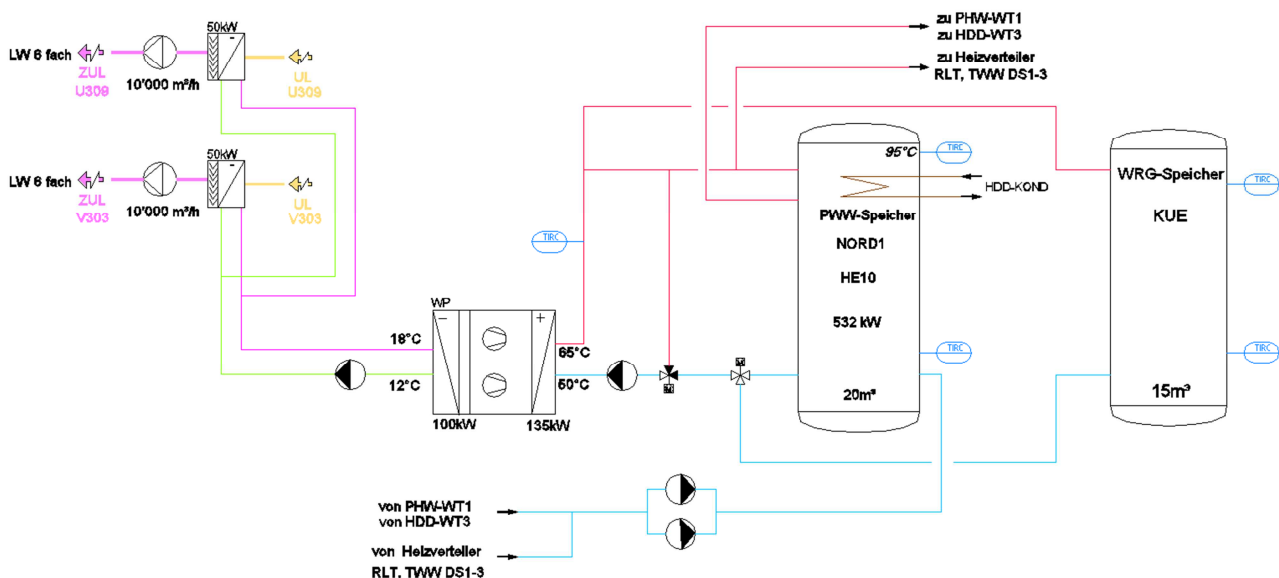 50kW
LW 6 fach
ZUL
U309
10'000 m³/h
UL
U309
50kW
LW 6 fach
ZUL
V303
10'000 m³/h
UL
V303
zu PHW-WT1
zu HDD-WT3
zu Heizverteiler
RLT, TWW DS1-3
95°C
TIRC
HDD-KOND
PWW-Speicher
NORD1
HE10
532 kW
TIRC
20m³
WRG-Speicher
TIRC
KUE
TIRC
15m³
TIRC
WP
18°C
12°C
− +
65°C
50°C
100kW
135kW
M
M
von PHW-WT1
von HDD-WT3
von Heizverteiler
RLT, TWW DS1-3